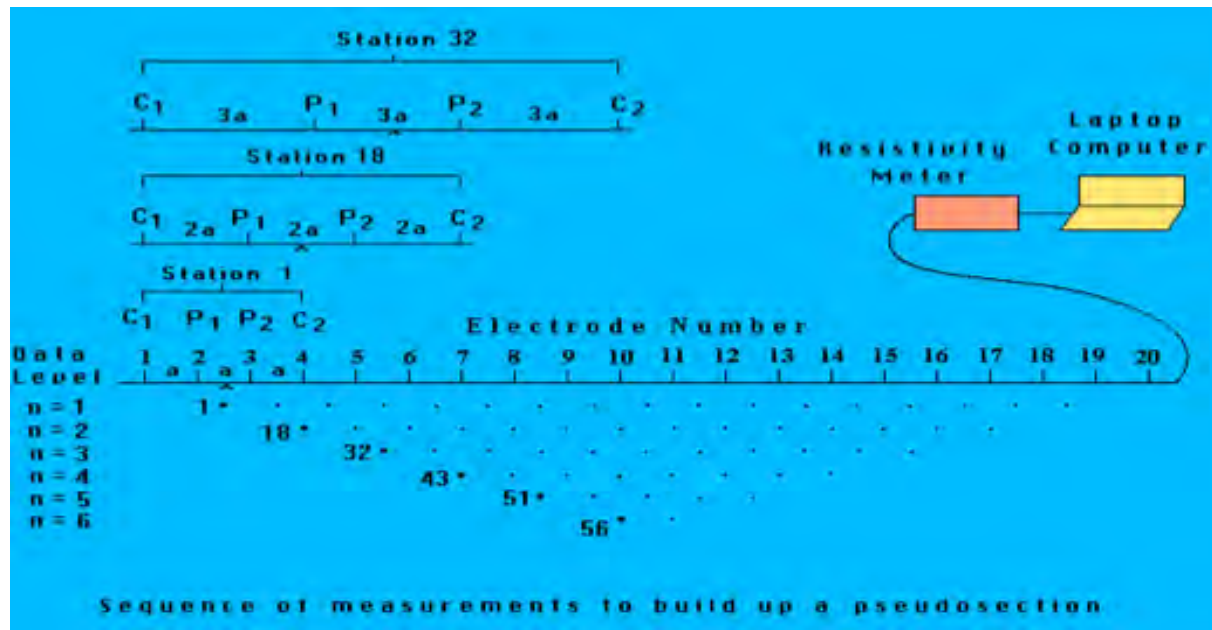 Station 32
C1 3a P1 3a P2 3a C2
Laptop
Computer
Resistivity
Meter
Station 18
C1 2a P1 2a P2 2a C2
Station 1
C1 P1 P2 C2
Electrode Number
Data
Level
1 2 3 4 5 6 7 8 9 10 11 12 13 14 15 16 17 18 19 20
a a a
n = 1 1
n = 2 18
n = 3 32
n = 4 43
n = 5 51
n = 6 56
Sequence of measurements to build up a pseudosection